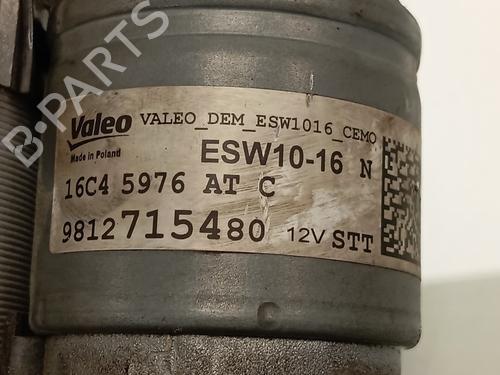 B-PARTS
Valeo VALEO_DEM_ESW1016_CEMO
Made in Poland
ESW10-16 N
16C4 5976 AT C
9812715480 12V STT